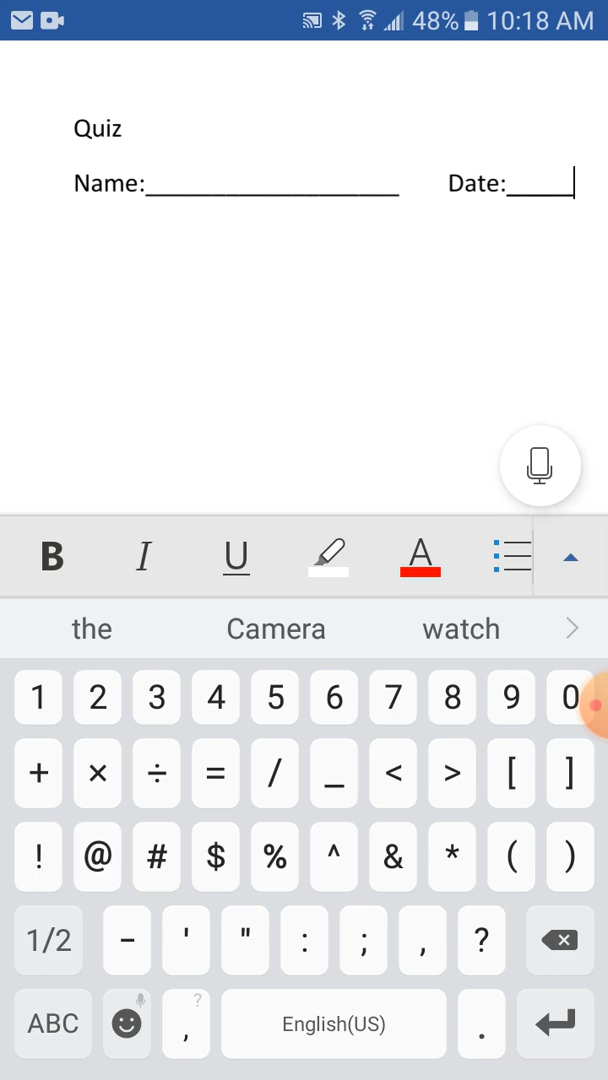 48% 10:18 AM
Quiz
Name:___________________ Date:_____
B I U A
the Camera watch
1 2 3 4 5 6 7 8 9 0
+ × ÷ = / _ < > [ ]
! @ # $ % ^ & * ( )
1/2 - ' " : ; , ?
ABC , ? English(US) .